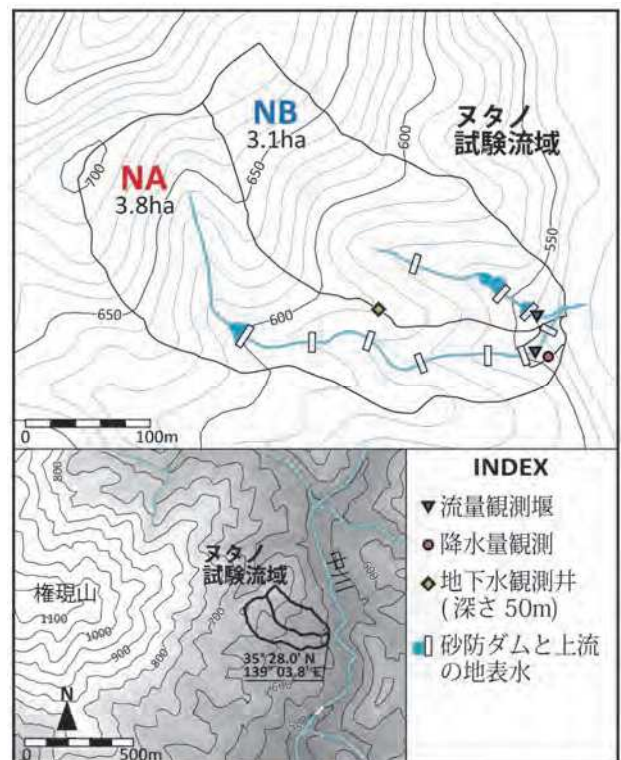 NB
3.1ha
ヌタノ
試験流域
600
700
NA
3.8ha
650
550
650
600
0 100m
800
ヌタノ
試験流域
中川
600
700
権現山
1100
1000
900
800
35° 28.0' N
139° 03.8' E
600
N
0 500m
INDEX
流量観測堰
降水量観測
地下水観測井
(深さ 50m)
砂防ダムと上流
の地表水